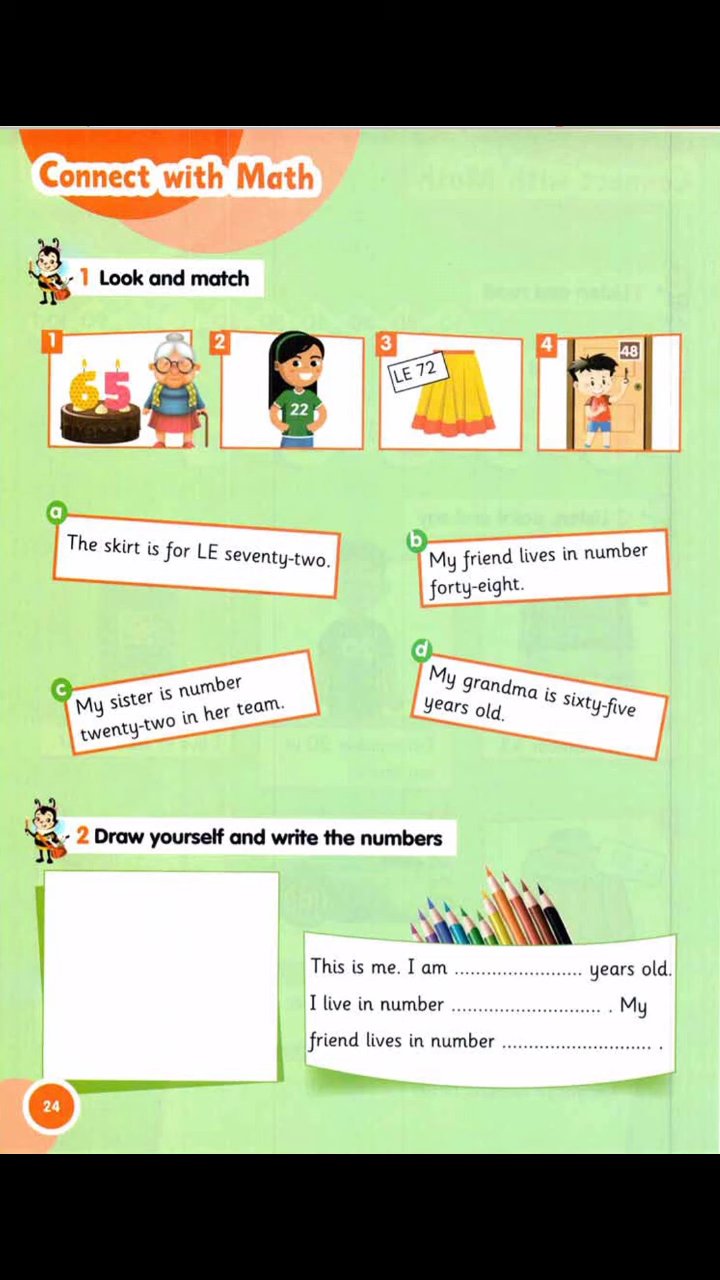 Connect with Math
1 Look and match
1
2
3
4
65
22
LE 72
48
a
The skirt is for LE seventy-two.
b
My friend lives in number
forty-eight.
c
My sister is number
twenty-two in her team.
d
My grandma is sixty-five
years old.
2 Draw yourself and write the numbers
This is me. I am ........................ years old.
I live in number ............................ . My
friend lives in number ............................ .
24